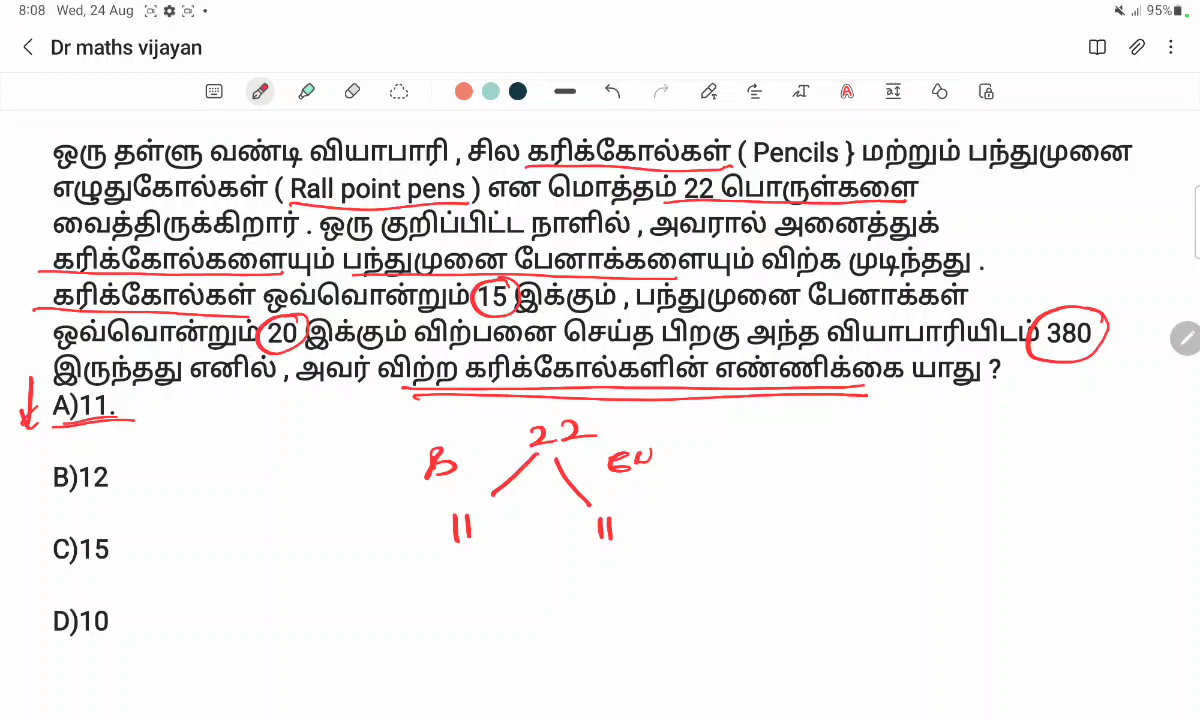 8:08 Wed, 24 Aug
95%
Dr maths vijayan
ஒரு தள்ளு வண்டி வியாபாரி , சில கரிக்கோல்கள் ( Pencils } மற்றும் பந்துமுனை
எழுதுகோல்கள் ( Rall point pens ) என மொத்தம் 22 பொருள்களை
வைத்திருக்கிறார் . ஒரு குறிப்பிட்ட நாளில் , அவரால் அனைத்துக்
கரிக்கோல்களையும் பந்துமுனை பேனாக்களையும் விற்க முடிந்தது .
கரிக்கோல்கள் ஒவ்வொன்றும் 15 இக்கும் , பந்துமுனை பேனாக்கள்
ஒவ்வொன்றும் 20 இக்கும் விற்பனை செய்த பிறகு அந்த வியாபாரியிடம் 380
இருந்தது எனில் , அவர் விற்ற கரிக்கோல்களின் எண்ணிக்கை யாது ?
A)11.
22
B)12
11 11
C)15
D)10